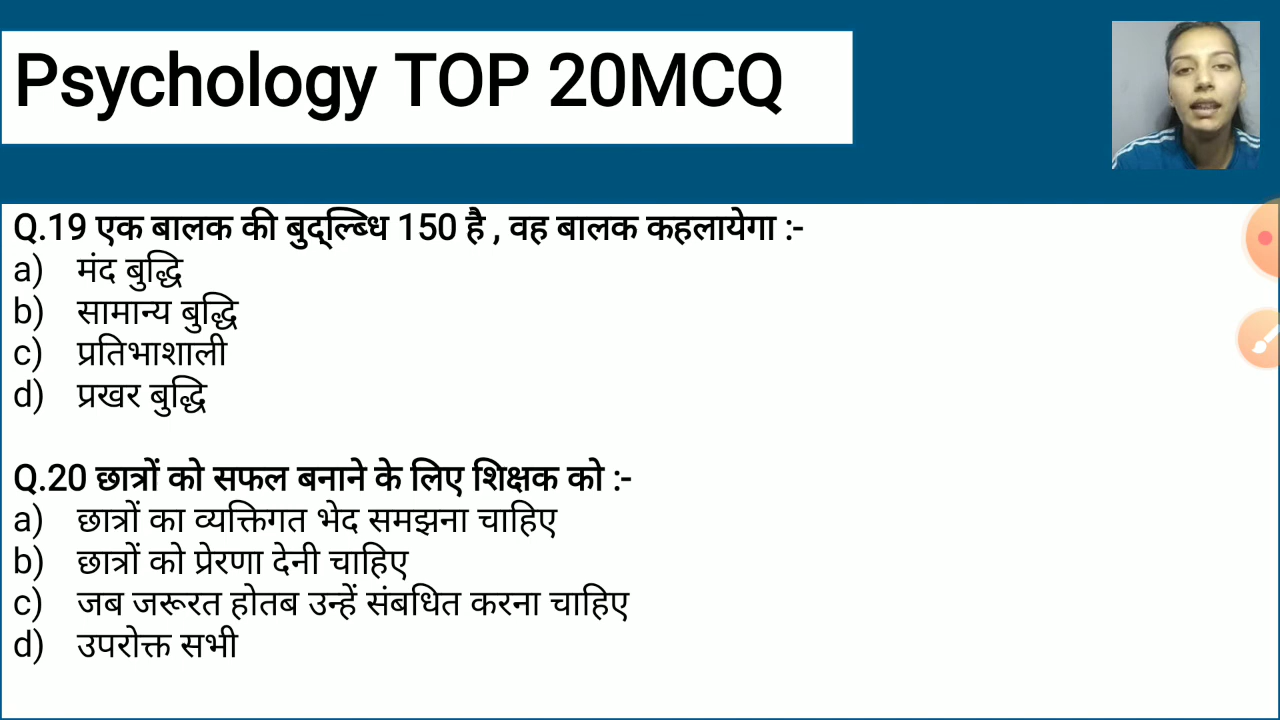 Psychology TOP 20MCQ
Q.19 एक बालक की बुद्ल्ब्धि 150 है , वह बालक कहलायेगा :-
a) मंद बुद्धि
b) सामान्य बुद्धि
c) प्रतिभाशाली
d) प्रखर बुद्धि
Q.20 छात्रों को सफल बनाने के लिए शिक्षक को :-
a) छात्रों का व्यक्तिगत भेद समझना चाहिए
b) छात्रों को प्रेरणा देनी चाहिए
c) जब जरूरत होतब उन्हें संबधित करना चाहिए
d) उपरोक्त सभी